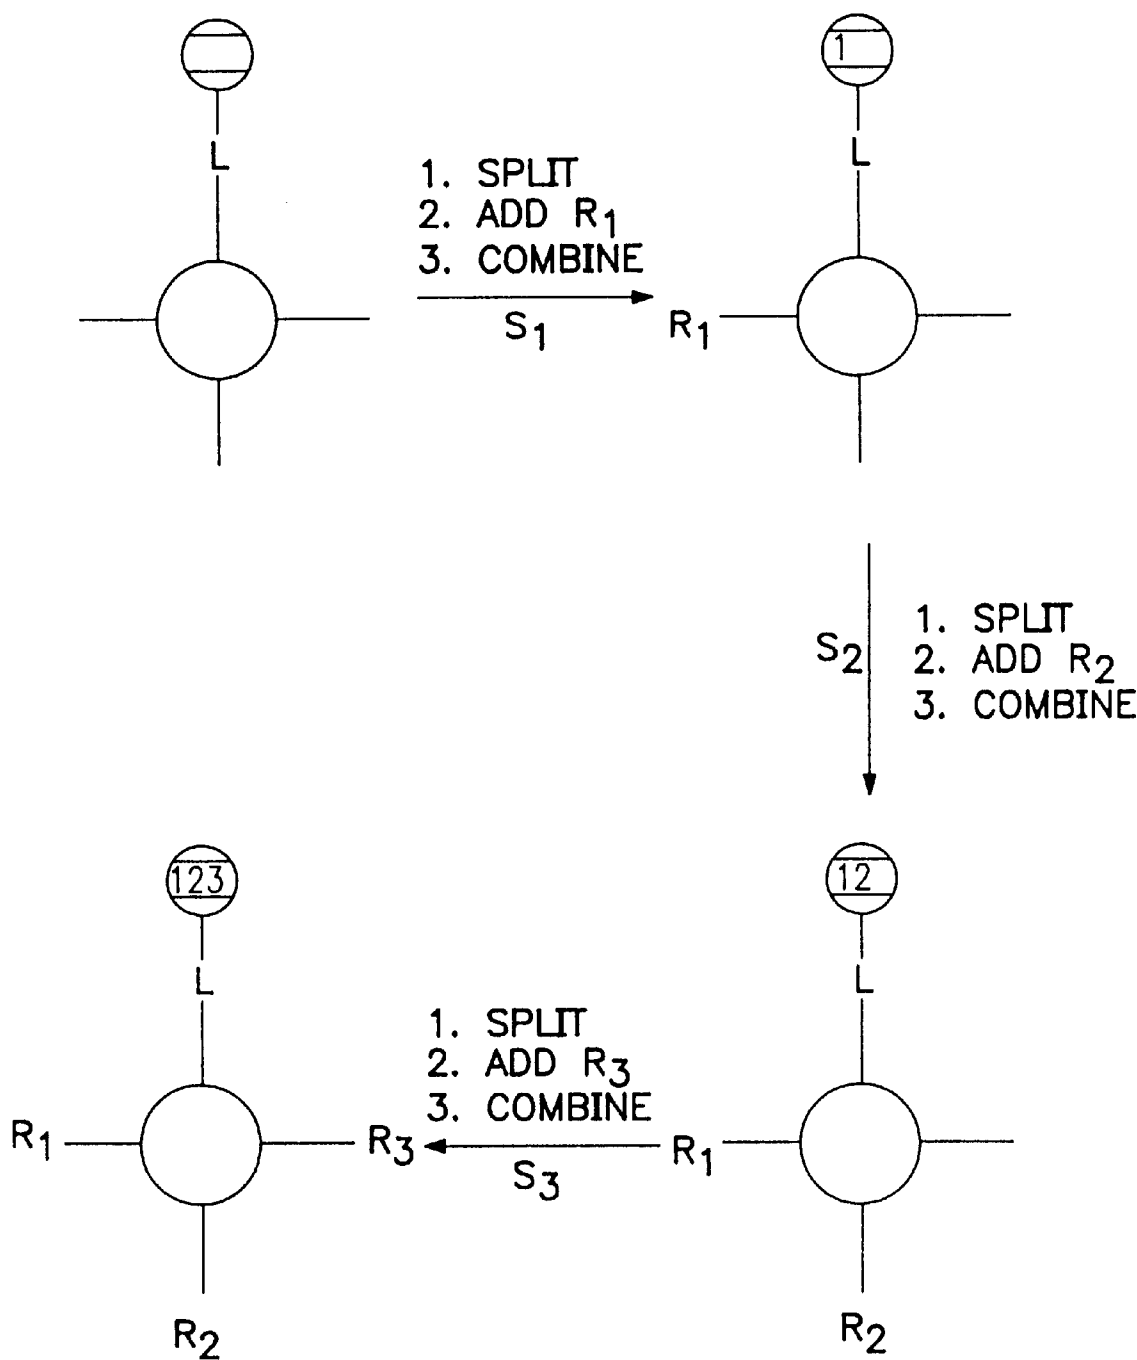 1
L
L
1. SPLIT
2. ADD R1
3. COMBINE
S1
R1
S2
1. SPLIT
2. ADD R2
3. COMBINE
123
12
L
L
1. SPLIT
2. ADD R3
3. COMBINE
R1
R3
S3
R1
R2
R2